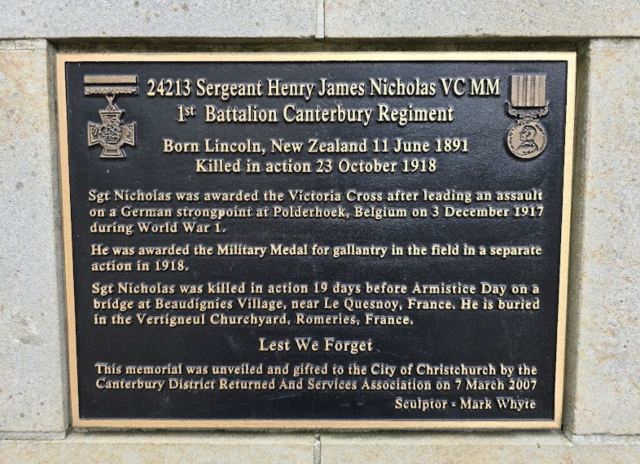 24213 Sergeant Henry James Nicholas VC MM
1st Battalion Canterbury Regiment
Born Lincoln, New Zealand 11 June 1891
Killed in action 23 October 1918
Sgt Nicholas was awarded the Victoria Cross after leading an assault
on a German strongpoint at Polderhoek, Belgium on 3 December 1917
during World War 1.
He was awarded the Military Medal for gallantry in the field in a separate
action in 1918.
Sgt Nicholas was killed in action 19 days before Armistice Day on a
bridge at Beaudignies Village, near Le Quesnoy, France. He is buried
in the Vertigneul Churchyard, Romeries, France.
Lest We Forget
This memorial was unveiled and gifted to the City of Christchurch by the
Canterbury District Returned And Services Association on 7 March 2007
Sculptor - Mark Whyte